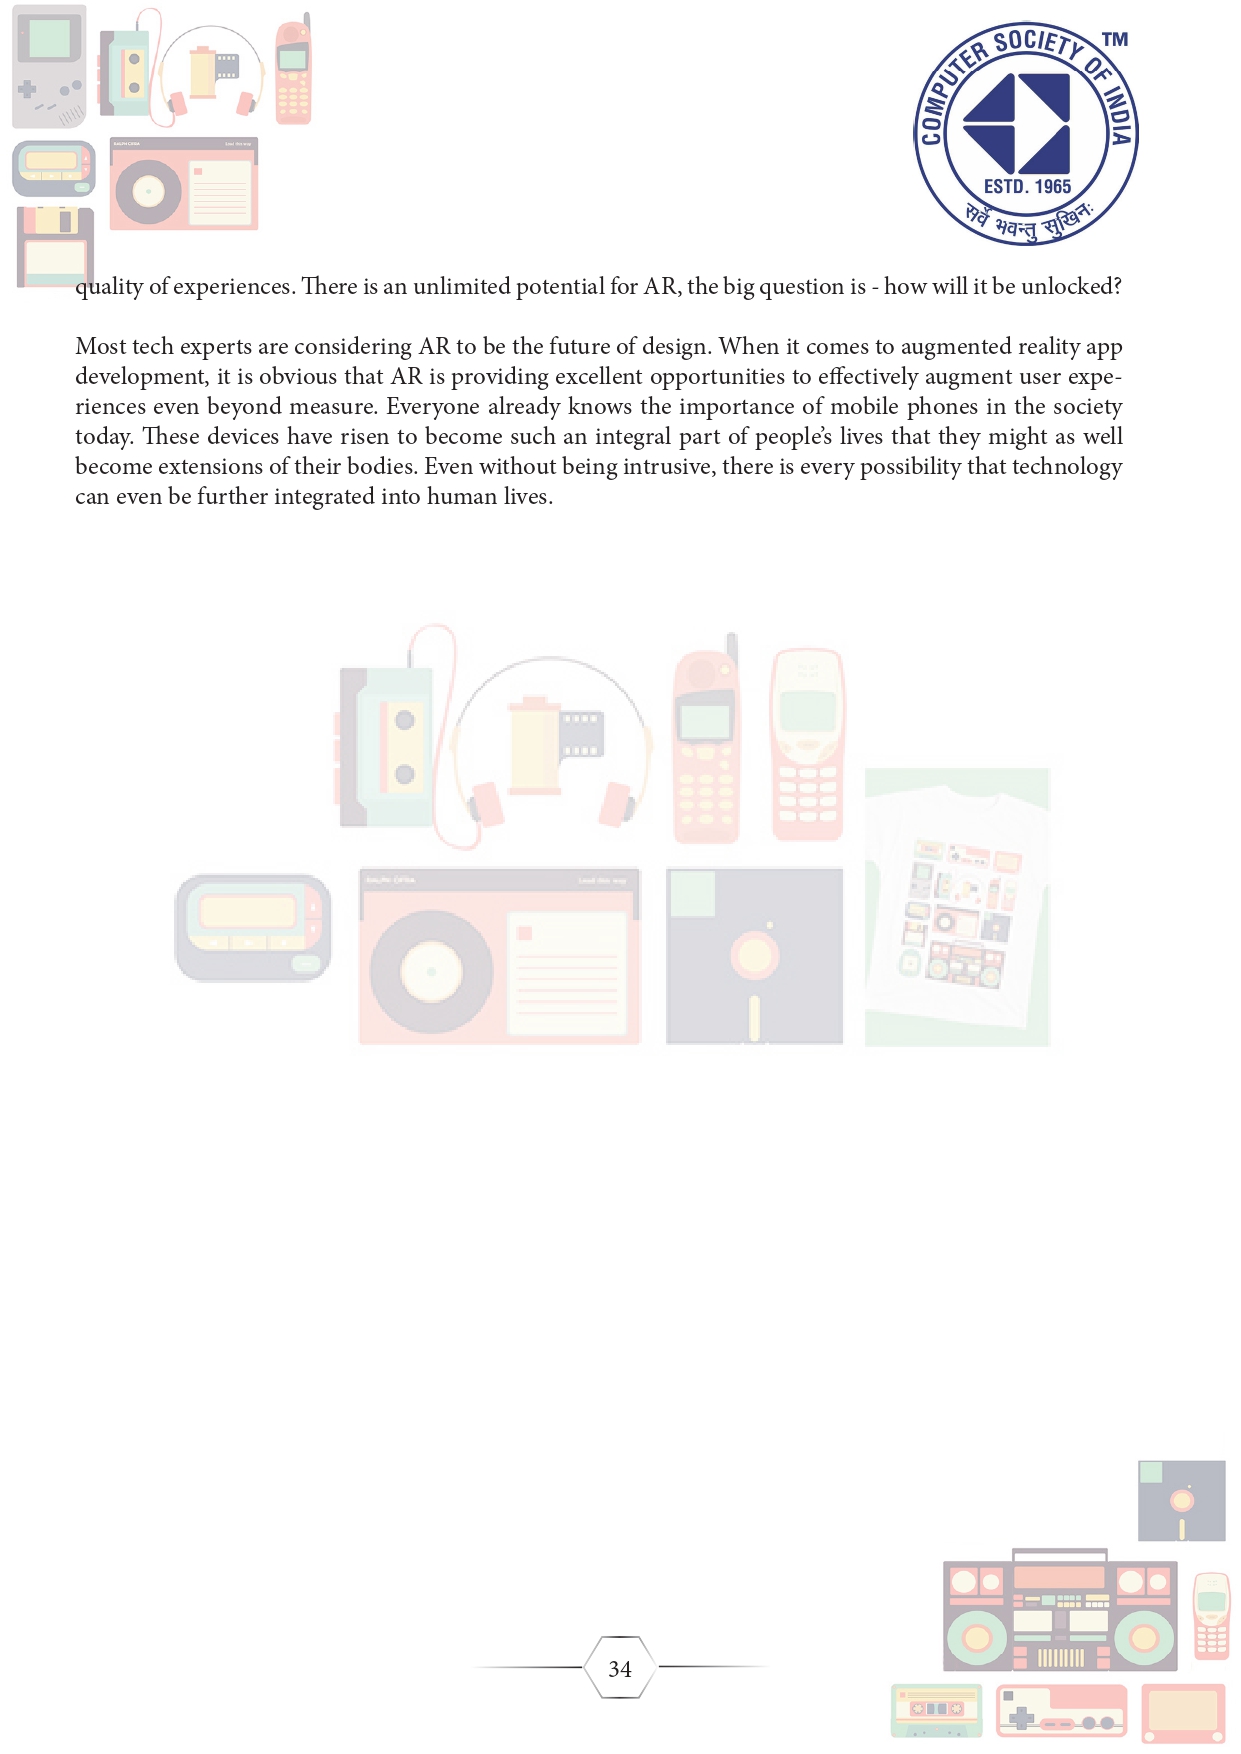 COMPUTER SOCIETY OF INDIA
TM
ESTD. 1965
सर्वे भवन्तु सुखिनः
quality of experiences. There is an unlimited potential for AR, the big question is - how will it be unlocked?
Most tech experts are considering AR to be the future of design. When it comes to augmented reality app
development, it is obvious that AR is providing excellent opportunities to effectively augment user expe-
riences even beyond measure. Everyone already knows the importance of mobile phones in the society
today. These devices have risen to become such an integral part of people’s lives that they might as well
become extensions of their bodies. Even without being intrusive, there is every possibility that technology
can even be further integrated into human lives.
34